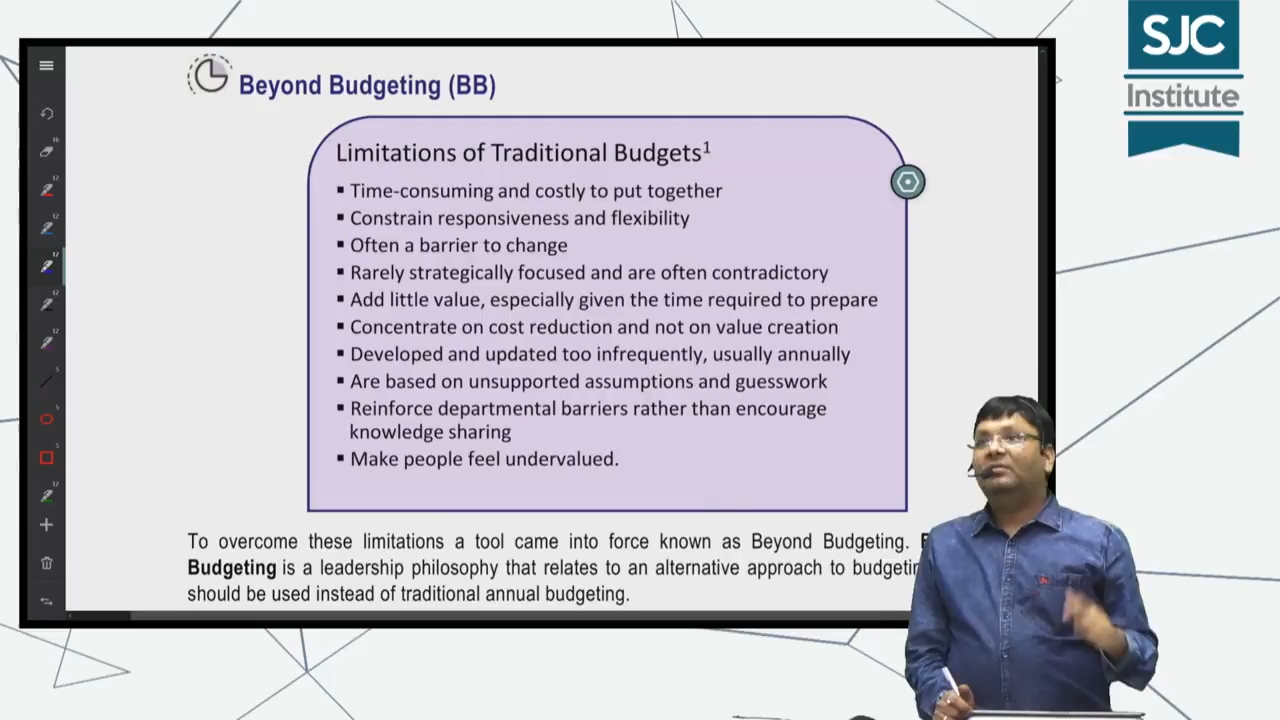 SJC
Institute
Beyond Budgeting (BB)
Limitations of Traditional Budgets¹
▪ Time-consuming and costly to put together
▪ Constrain responsiveness and flexibility
▪ Often a barrier to change
▪ Rarely strategically focused and are often contradictory
▪ Add little value, especially given the time required to prepare
▪ Concentrate on cost reduction and not on value creation
▪ Developed and updated too infrequently, usually annually
▪ Are based on unsupported assumptions and guesswork
▪ Reinforce departmental barriers rather than encourage
knowledge sharing
▪ Make people feel undervalued.
To overcome these limitations a tool came into force known as Beyond Budgeting.
Budgeting is a leadership philosophy that relates to an alternative approach to
should be used instead of traditional annual budgeting.